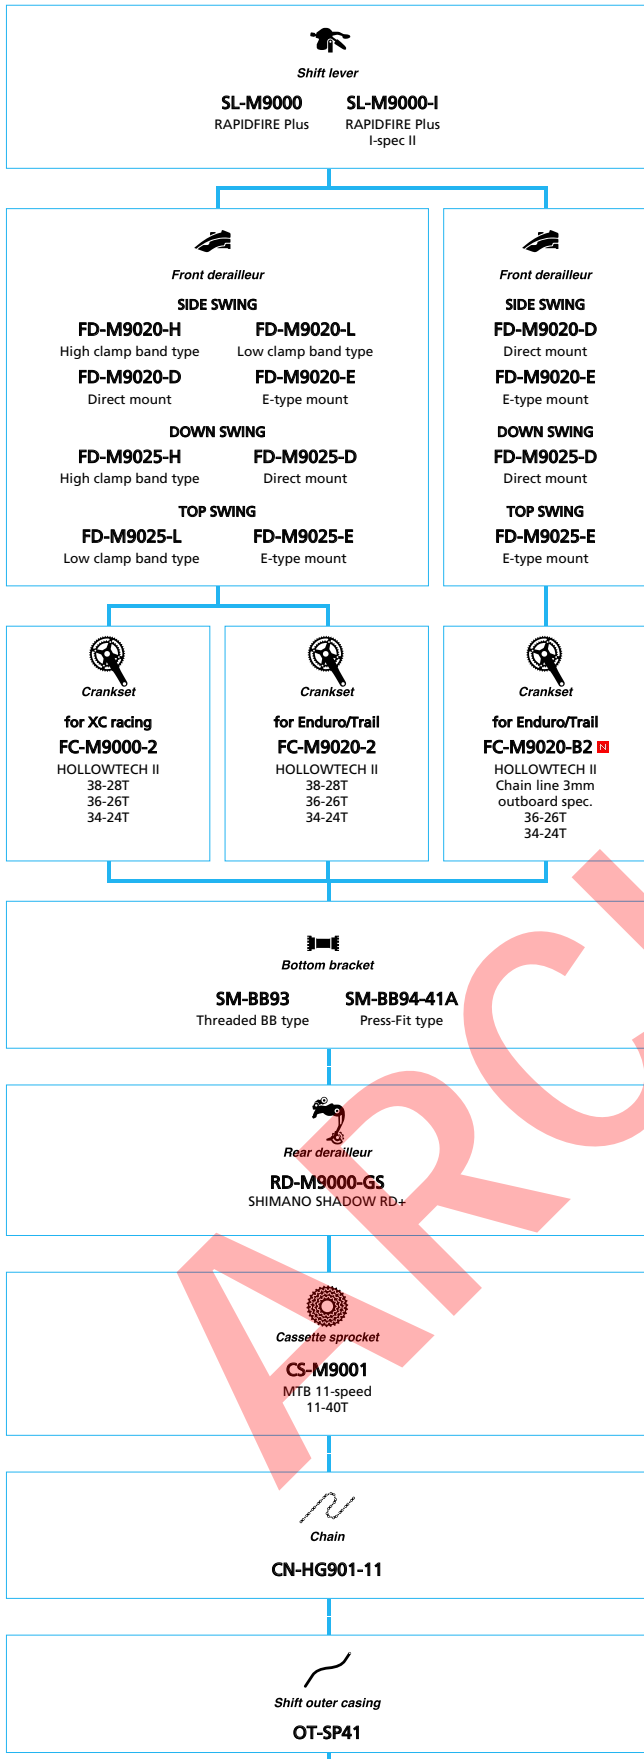 Shift lever
SL-M9000 SL-M9000-I
RAPIDFIRE Plus RAPIDFIRE Plus
I-spec II
Front derailleur
SIDE SWING
FD-M9020-H FD-M9020-L
High clamp band type Low clamp band type
FD-M9020-D FD-M9020-E
Direct mount E-type mount
DOWN SWING
FD-M9025-H FD-M9025-D
High clamp band type Direct mount
TOP SWING
FD-M9025-L FD-M9025-E
Low clamp band type E-type mount
Front derailleur
SIDE SWING
FD-M9020-D
Direct mount
FD-M9020-E
E-type mount
DOWN SWING
FD-M9025-D
Direct mount
TOP SWING
FD-M9025-E
E-type mount
Crankset
for XC racing
FC-M9000-2
HOLLOWTECH II
38-28T
36-26T
34-24T
Crankset
for Enduro/Trail
FC-M9020-2
HOLLOWTECH II
38-28T
36-26T
34-24T
Crankset
for Enduro/Trail
FC-M9020-B2 N
HOLLOWTECH II
Chain line 3mm
outboard spec.
36-26T
34-24T
Bottom bracket
SM-BB93 SM-BB94-41A
Threaded BB type Press-Fit type
Rear derailleur
RD-M9000-GS
SHIMANO SHADOW RD+
Cassette sprocket
CS-M9001
MTB 11-speed
11-40T
Chain
CN-HG901-11
Shift outer casing
OT-SP41